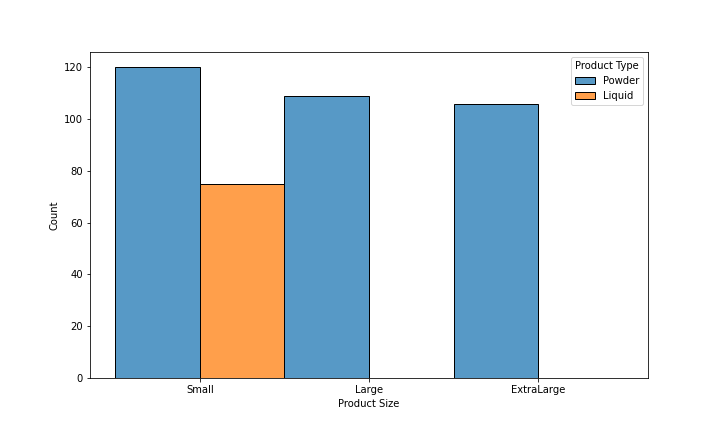 Product Type
Powder
Liquid
120
100
80
60
40
20
0
Count
Small Large ExtraLarge
Product Size